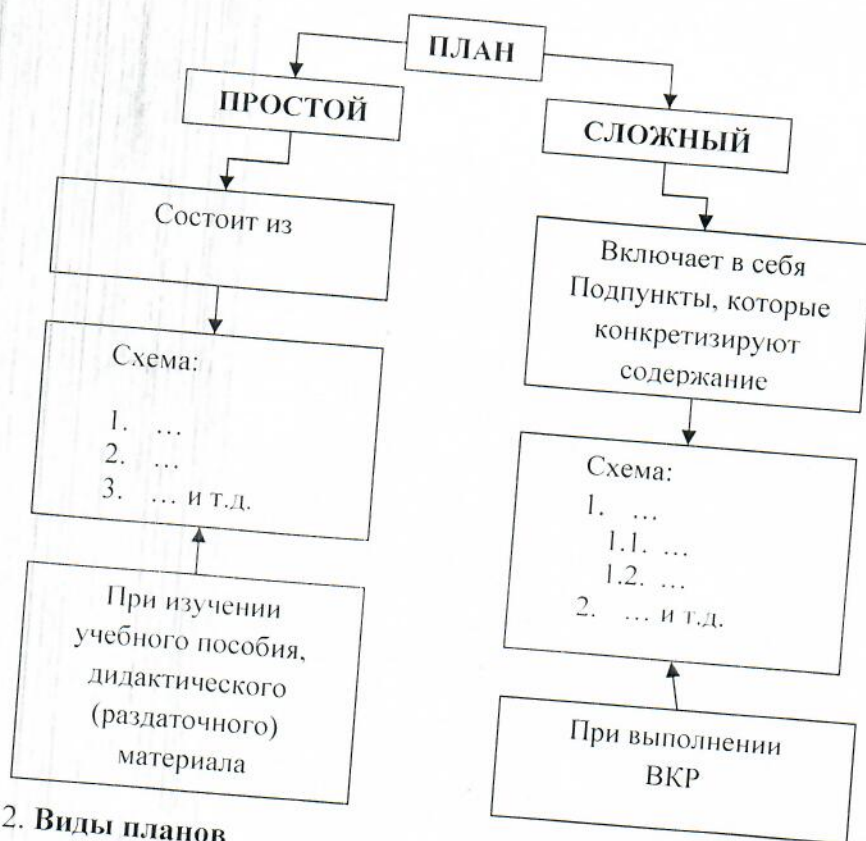 ПЛАН
ПРОСТОЙ
СЛОЖНЫЙ
Состоит из
Включает в себя
Подпункты, которые
конкретизируют
содержание
Схема:
1. ...
2. ...
3. ... и т.д.
Схема:
1. ...
1.1. ...
1.2. ...
2. ... и т.д.
При изучении
учебного пособия,
дидактического
(раздаточного)
материала
При выполнении
ВКР
2. Виды планов